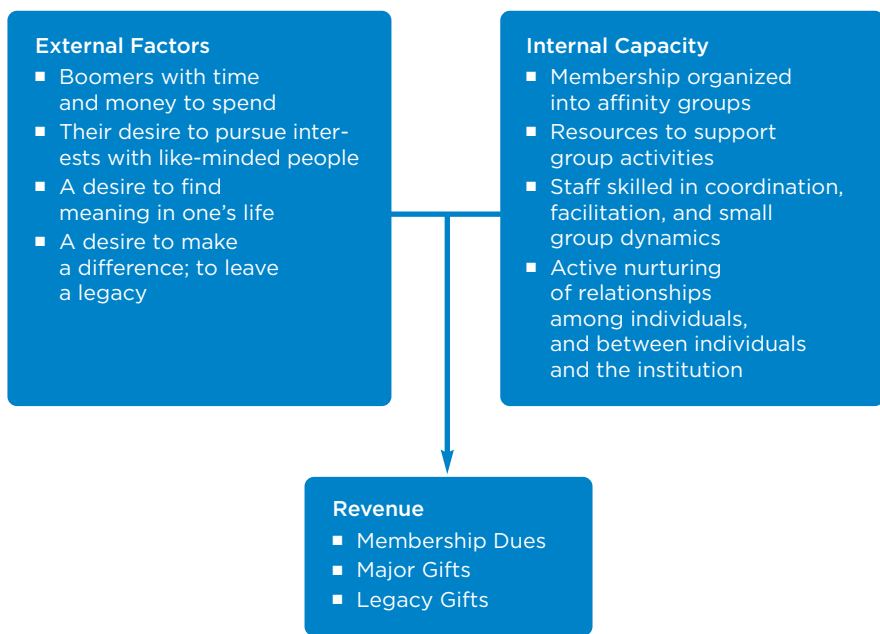 External Factors
■ Boomers with time
and money to spend
■ Their desire to pursue inter-
ests with like-minded people
■ A desire to find
meaning in one’s life
■ A desire to make
a difference; to leave
a legacy
Internal Capacity
■ Membership organized
into affinity groups
■ Resources to support
group activities
■ Staff skilled in coordination,
facilitation, and small
group dynamics
■ Active nurturing
of relationships
among individuals,
and between individuals
and the institution
Revenue
■ Membership Dues
■ Major Gifts
■ Legacy Gifts